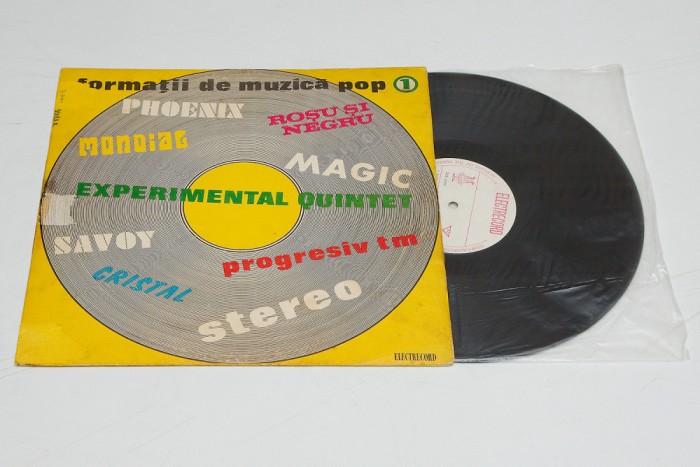 formații de muzică pop 1
PHOENIX
ROȘU ȘI
NEGRU
MONDIAL
MAGIC
EXPERIMENTAL QUINTET
SAVOY
progresiv tm
CRISTAL
stereo
ELECTRECORD
ELECTRECORD